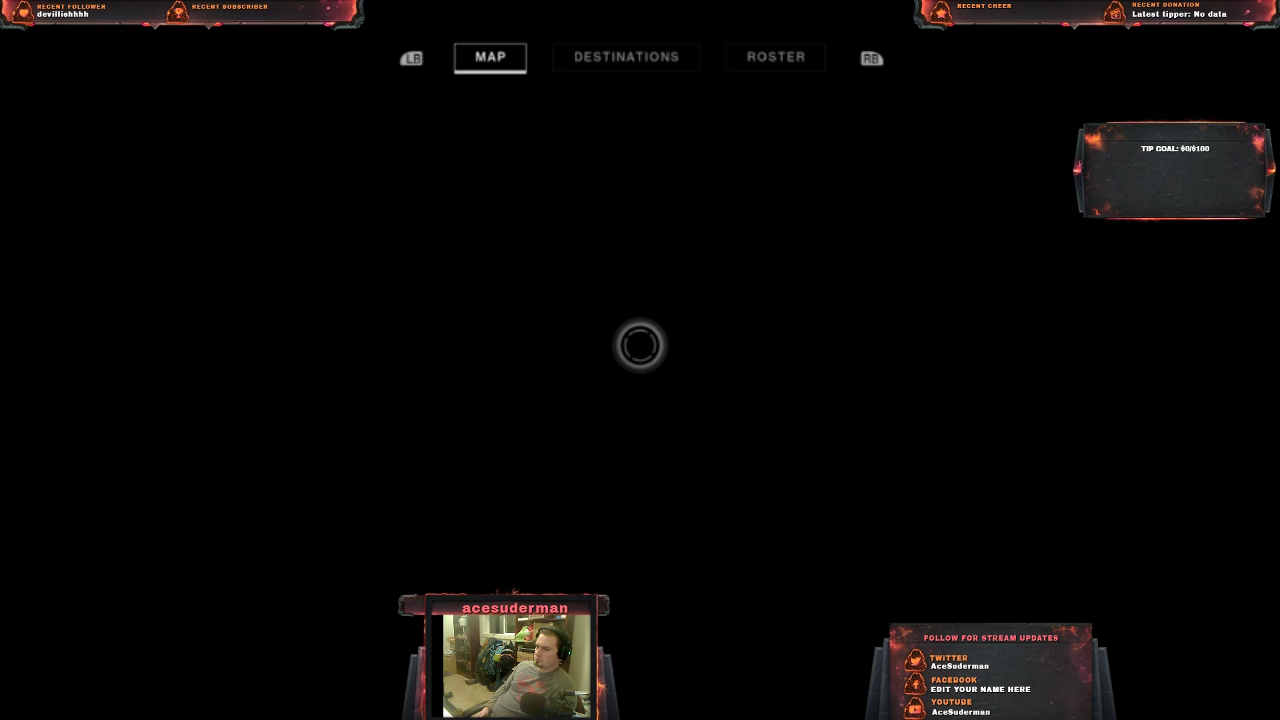 RECENT FOLLOWER
devillishhhh
RECENT SUBSCRIBER
RECENT CHEER
RECENT DONATION
Latest tipper: No data
LB
MAP
DESTINATIONS
ROSTER
RB
TIP GOAL: $0/$100
acesuderman
FOLLOW FOR STREAM UPDATES
TWITTER
AceSuderman
FACEBOOK
EDIT YOUR NAME HERE
YOUTUBE
AceSuderman